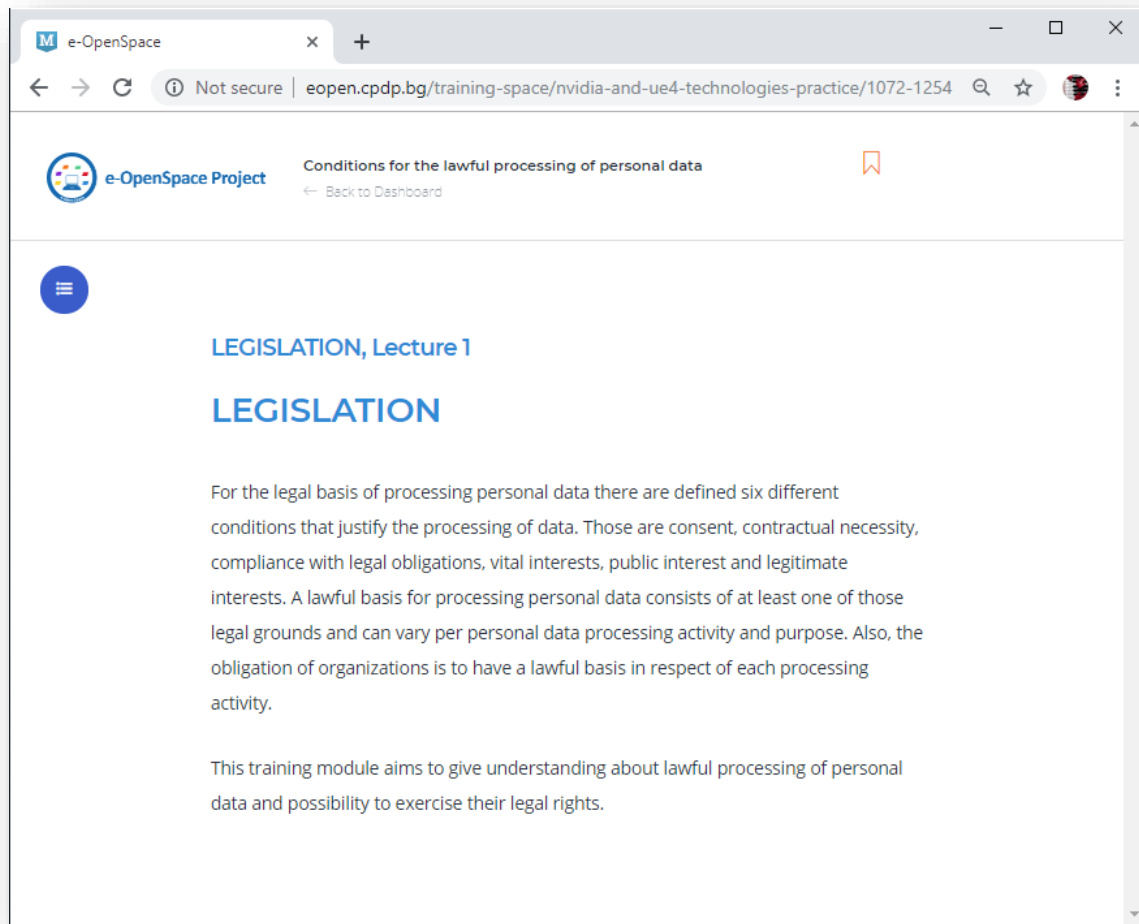 M e-OpenSpace
Not secure | eopen.cpdp.bg/training-space/nvidia-and-ue4-technologies-practice/1072-1254
e-OpenSpace Project
Conditions for the lawful processing of personal data
← Back to Dashboard
LEGISLATION, Lecture 1
LEGISLATION
For the legal basis of processing personal data there are defined six different
conditions that justify the processing of data. Those are consent, contractual necessity,
compliance with legal obligations, vital interests, public interest and legitimate
interests. A lawful basis for processing personal data consists of at least one of those
legal grounds and can vary per personal data processing activity and purpose. Also, the
obligation of organizations is to have a lawful basis in respect of each processing
activity.
This training module aims to give understanding about lawful processing of personal
data and possibility to exercise their legal rights.